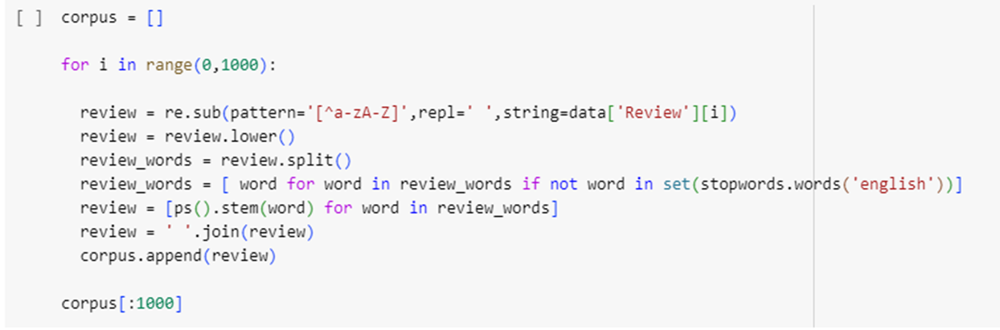 [ ] corpus = []
for i in range(0,1000):
review = re.sub(pattern='[^a-zA-Z]',repl=' ',string=data['Review'][i])
review = review.lower()
review_words = review.split()
review_words = [ word for word in review_words if not word in set(stopwords.words('english'))]
review = [ps().stem(word) for word in review_words]
review = ' '.join(review)
corpus.append(review)
corpus[:1000]